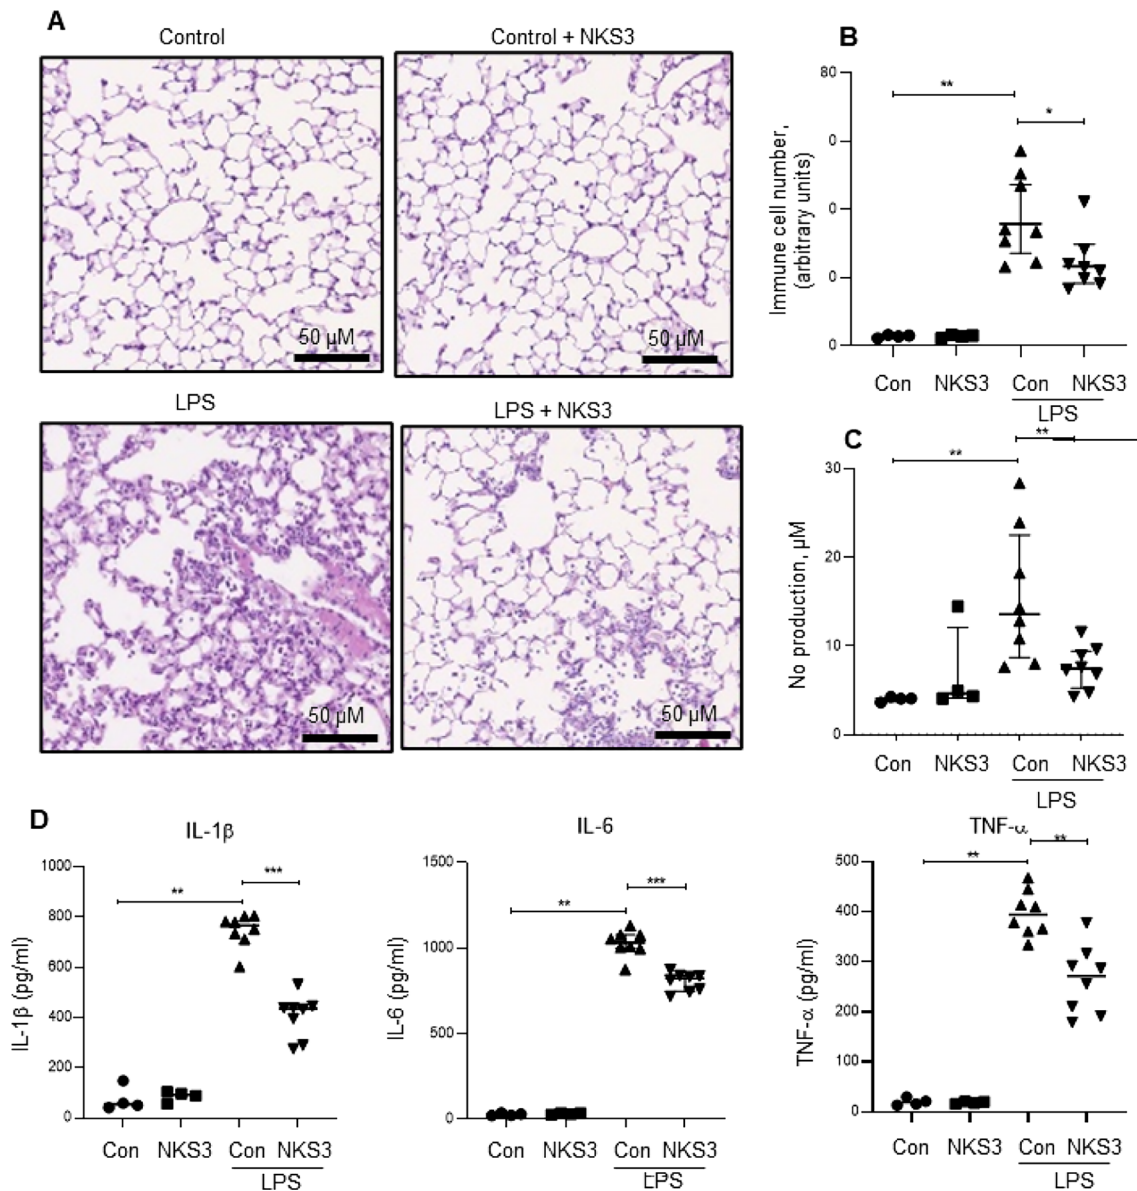 A
Control
Control + NKS3
50 µM
50 µM
LPS
LPS + NKS3
50 µM
50 µM
B
Immune cell number,
(arbitrary units)
80
0
0
0
0
**
*
Con
NKS3
Con
NKS3
LPS
C
No production, µM
30
20
10
0
**
**
Con
NKS3
Con
NKS3
LPS
D
IL-1β
IL-1β (pg/ml)
1000
800
600
400
200
0
**
***
Con
NKS3
Con
NKS3
LPS
IL-6
IL-6 (pg/ml)
1500
1000
500
0
**
***
Con
NKS3
Con
NKS3
LPS
TNF-α
TNF-α (pg/ml)
500
400
300
200
100
0
**
**
Con
NKS3
Con
NKS3
LPS